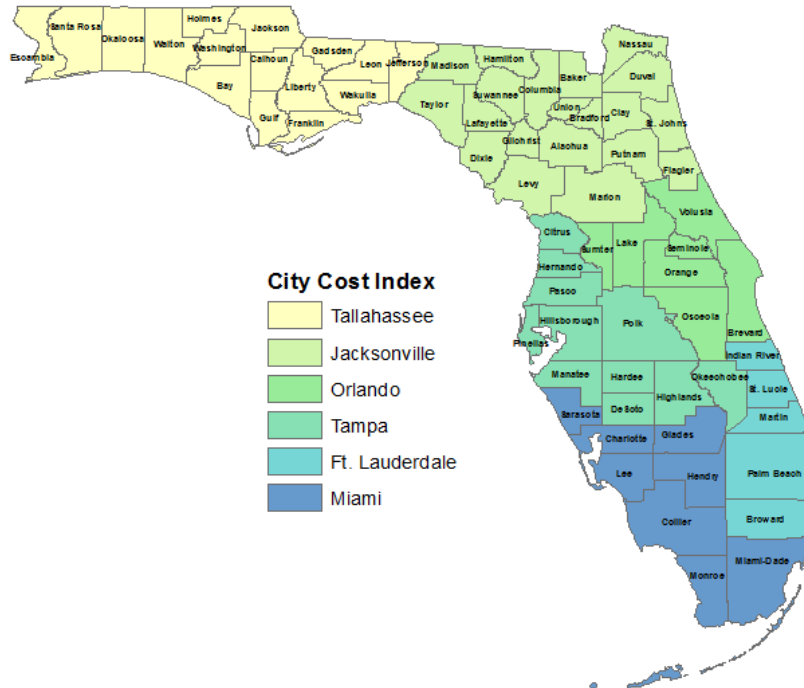 Holmes
Santa Rosa
Jackson
Okaloosa
Walton
Washington
Escambia
Calhoun
Gadsden
Leon
Jefferson
Bay
Liberty
Wakulla
Gulf
Franklin
Nassau
Hamilton
Madison
Baker
Duval
Suwannee
Columbia
Taylor
Union
Bradford
Clay
Lafayette
St. Johns
Gilchrist
Alachua
Putnam
Dixie
Flagler
Levy
Marion
Volusia
Citrus
Sumter
Lake
Seminole
Hernando
Orange
Pasco
City Cost Index
Tallahassee
Jacksonville
Orlando
Tampa
Ft. Lauderdale
Miami
Hillsborough
Polk
Osceola
Pinellas
Brevard
Indian River
Manatee
Hardee
Okeechobee
St. Lucie
Highlands
DeSoto
Sarasota
Martin
Charlotte
Glades
Lee
Hendry
Palm Beach
Collier
Broward
Monroe
Miami-Dade